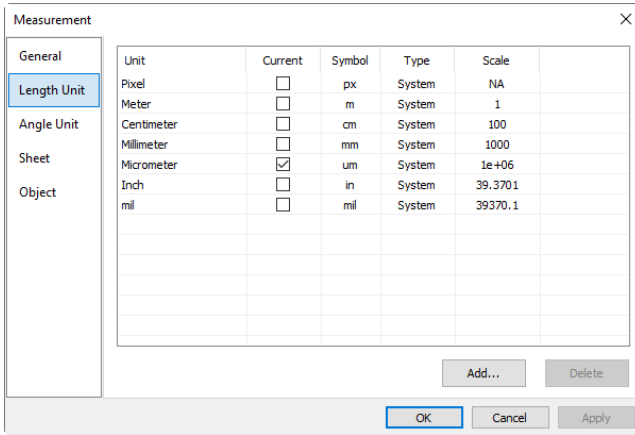 Measurement
General
Length Unit
Angle Unit
Sheet
Object
Unit Current Symbol Type Scale
Pixel px System NA
Meter m System 1
Centimeter cm System 100
Millimeter mm System 1000
Micrometer um System 1e+06
Inch in System 39.3701
mil mil System 39370.1
Add... Delete
OK Cancel Apply